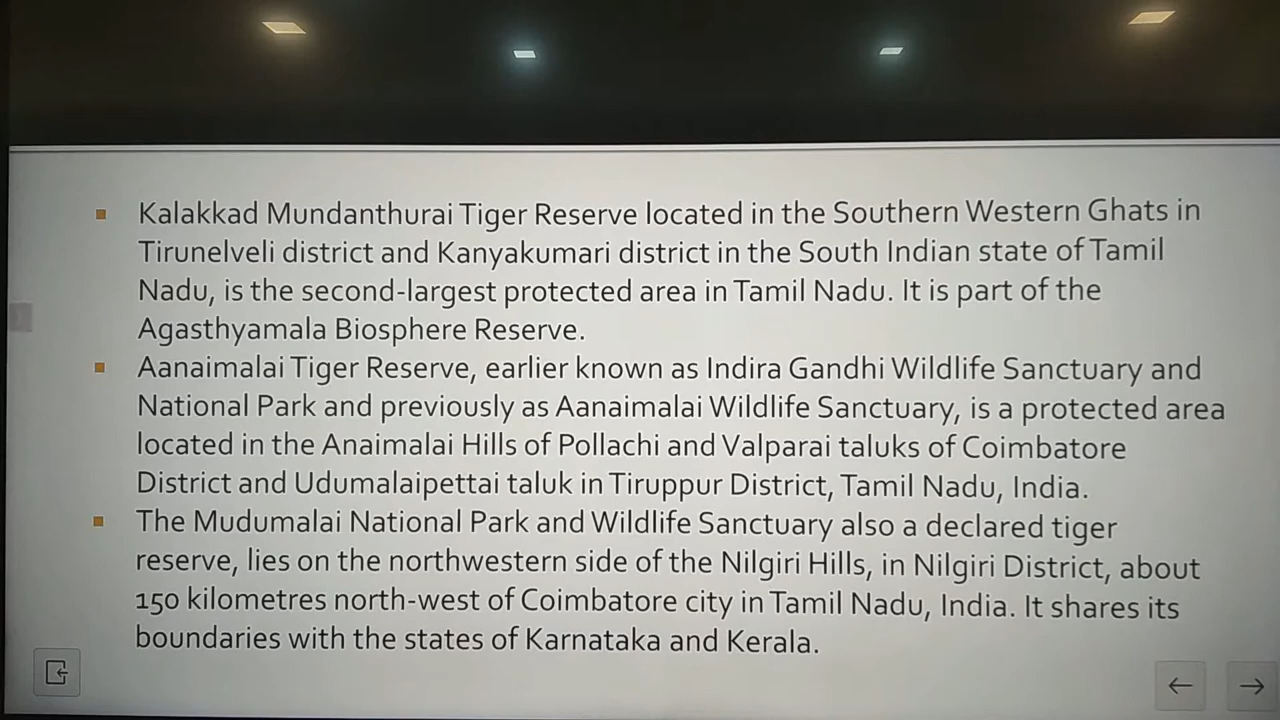 Kalakkad Mundanthurai Tiger Reserve located in the Southern Western Ghats in
Tirunelveli district and Kanyakumari district in the South Indian state of Tamil
Nadu, is the second-largest protected area in Tamil Nadu. It is part of the
Agasthyamala Biosphere Reserve.
Aanaimalai Tiger Reserve, earlier known as Indira Gandhi Wildlife Sanctuary and
National Park and previously as Aanaimalai Wildlife Sanctuary, is a protected area
located in the Anaimalai Hills of Pollachi and Valparai taluks of Coimbatore
District and Udumalaipettai taluk in Tiruppur District, Tamil Nadu, India.
The Mudumalai National Park and Wildlife Sanctuary also a declared tiger
reserve, lies on the northwestern side of the Nilgiri Hills, in Nilgiri District, about
150 kilometres north-west of Coimbatore city in Tamil Nadu, India. It shares its
boundaries with the states of Karnataka and Kerala.